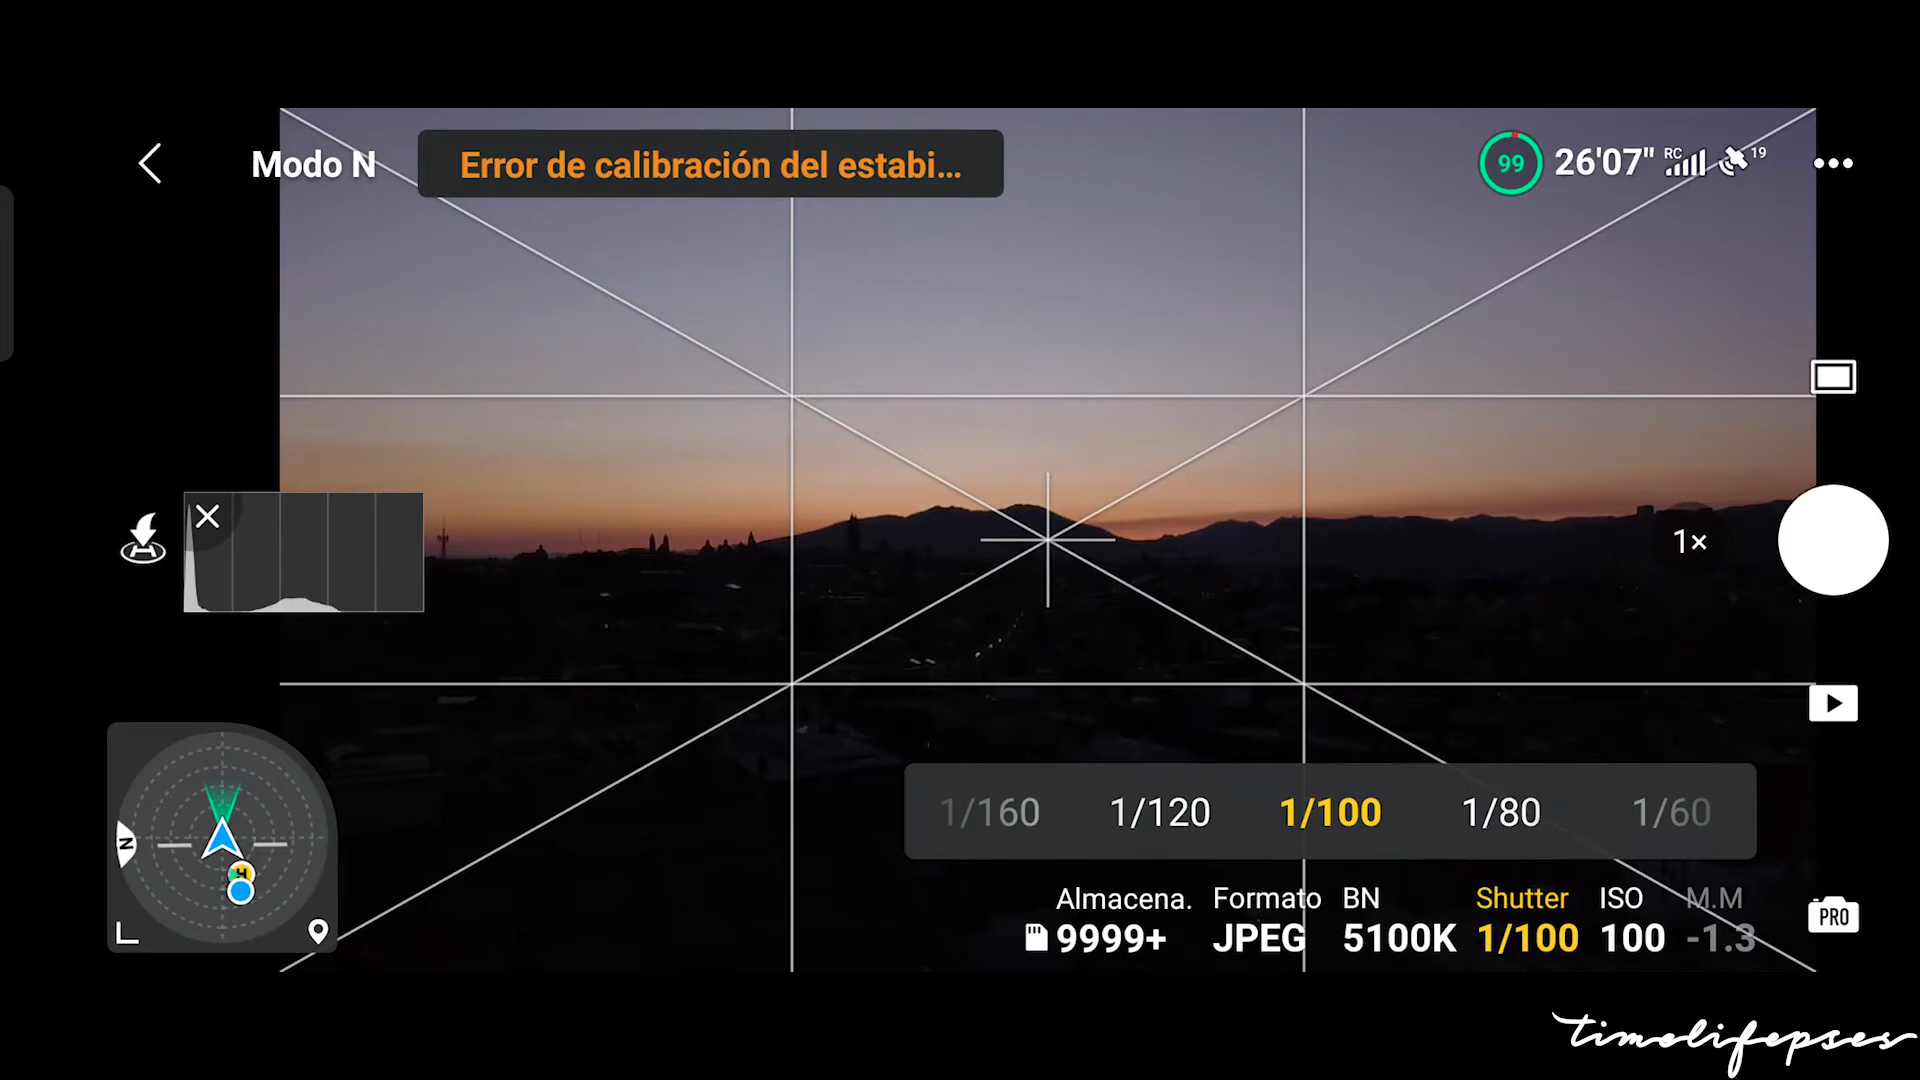 Modo N
Error de calibración del estabi...
99
26'07"
RC
19
1×
N
H
1/160 1/120 1/100 1/80 1/60
Almacena. Formato BN Shutter ISO M.M
9999+ JPEG 5100K 1/100 100 -1.3
PRO
timelifepses